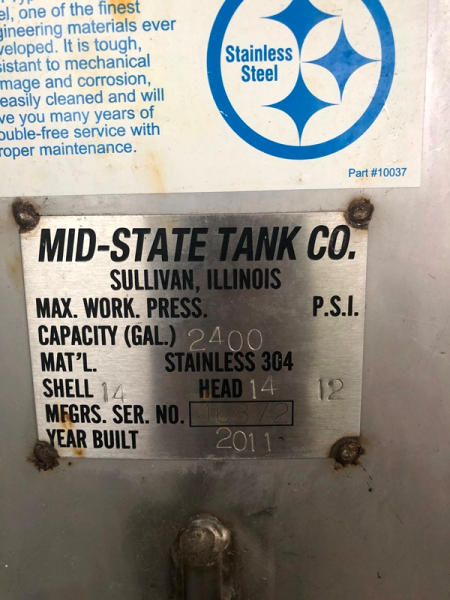 el, one of the finest
gineering materials ever
veloped. It is tough,
sistant to mechanical
mage and corrosion,
easily cleaned and will
ve you many years of
ouble-free service with
roper maintenance.
Stainless
Steel
Part #10037
MID-STATE TANK CO.
SULLIVAN, ILLINOIS
MAX. WORK. PRESS. P.S.I.
CAPACITY (GAL.) 2400
MAT'L. STAINLESS 304
SHELL 14 HEAD 14 12
MFGRS. SER. NO.
YEAR BUILT 2011